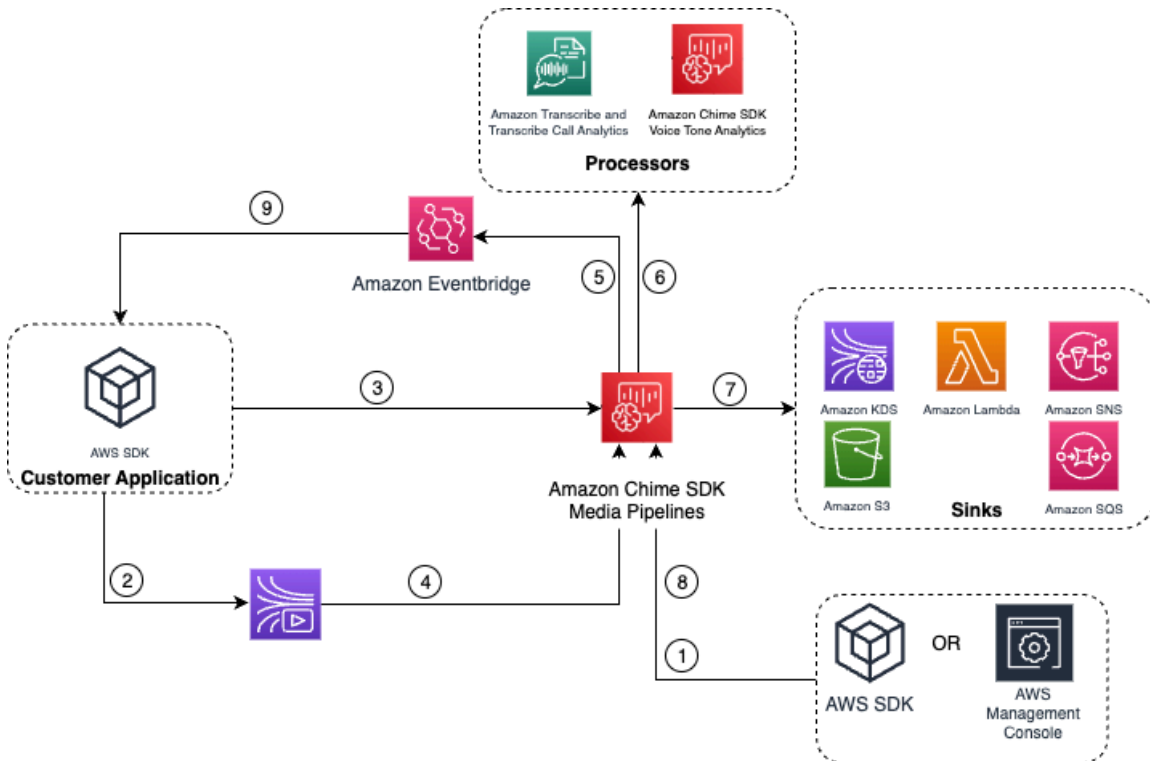 Amazon Transcribe and
Transcribe Call Analytics
Amazon Chime SDK
Voice Tone Analytics
Processors
9
Amazon Eventbridge
5
6
AWS SDK
Customer Application
3
7
Amazon Chime SDK
Media Pipelines
Amazon KDS
Amazon Lambda
Amazon SNS
Amazon S3
Sinks
Amazon SQS
2
4
8
1
AWS SDK
OR
AWS
Management
Console